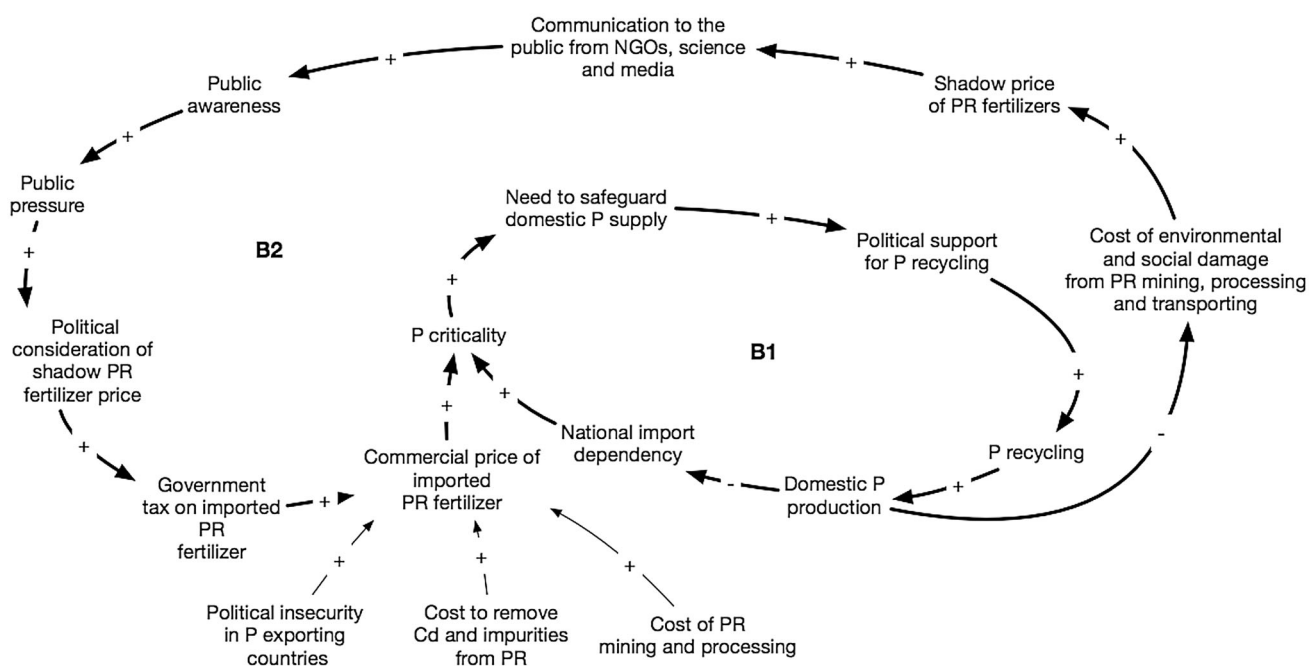 Communication to the
public from NGOs, science
and media
+
+
Public
awareness
Shadow price
of PR fertilizers
+
+
Public
pressure
Need to safeguard
domestic P supply
+
Political support
for P recycling
Cost of environmental
and social damage
from PR mining, processing
and transporting
+
B2
+
Political
consideration of
shadow PR
fertilizer price
P criticality
B1
+
+
+
-
+
National import
dependency
P recycling
Commercial price of
imported
PR fertilizer
Government
tax on imported
PR
fertilizer
+
-
Domestic P
production
+
+
+
+
Political insecurity
in P exporting
countries
Cost to remove
Cd and impurities
from PR
Cost of PR
mining and processing